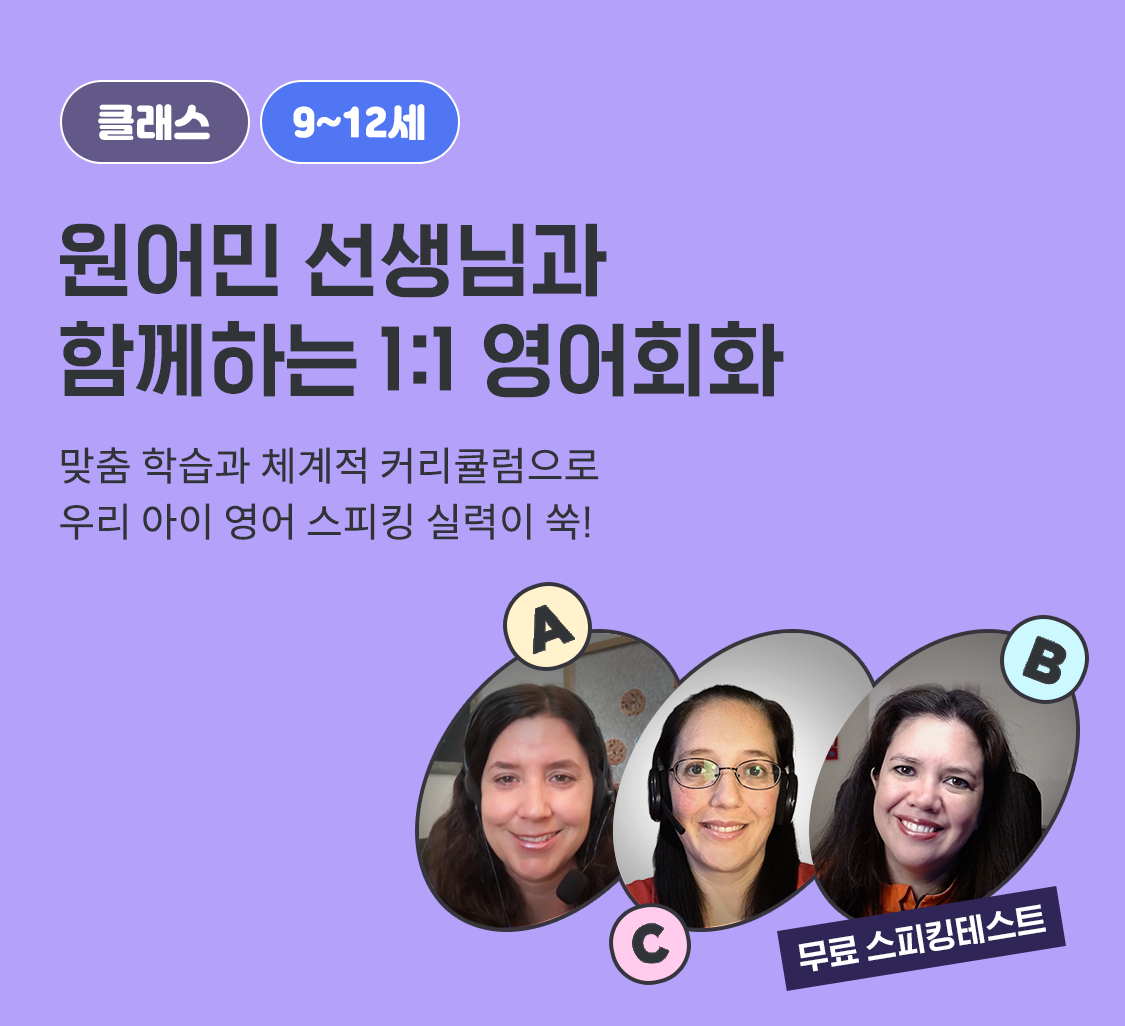 클래스
9~12세
원어민 선생님과
함께하는 1:1 영어회화
맞춤 학습과 체계적 커리큘럼으로
우리 아이 영어 스피킹 실력이 쑥!
A
B
C
무료 스피킹테스트